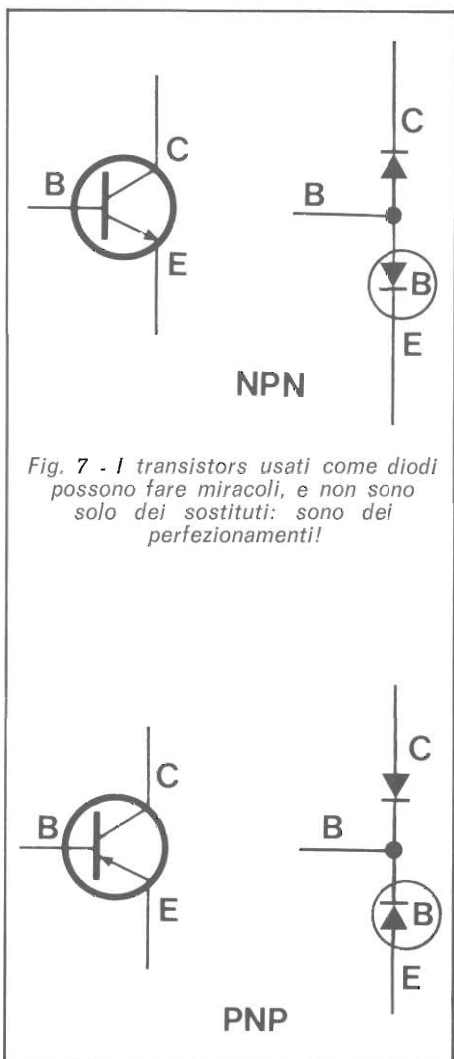 C
B
E
C
B
B
E
NPN
Fig. 7 - I transistors usati come diodi
possono fare miracoli, e non sono
solo dei sostituti: sono dei
perfezionamenti!
C
B
E
C
B
B
E
PNP